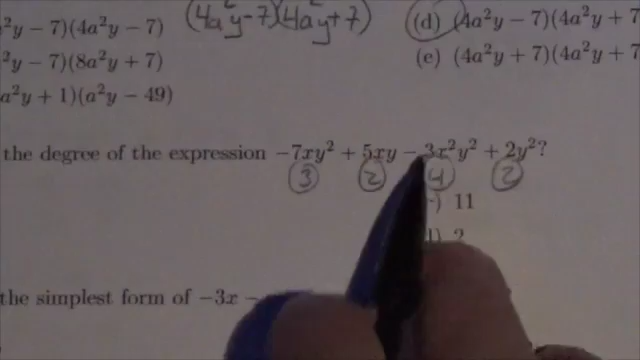 ²y − 7)(4a²y − 7)
(4a²y−7)(4a²y+7)
(d) (4a²y − 7)(4a²y + 7
²y − 7)(8a²y + 7)
(e) (4a²y + 7)(4a²y + 7
a²y + 1)(a²y − 49)
the degree of the expression −7xy² + 5xy − 3x²y² + 2y²?
3 2 4 2
11
2
the simplest form of −3x −